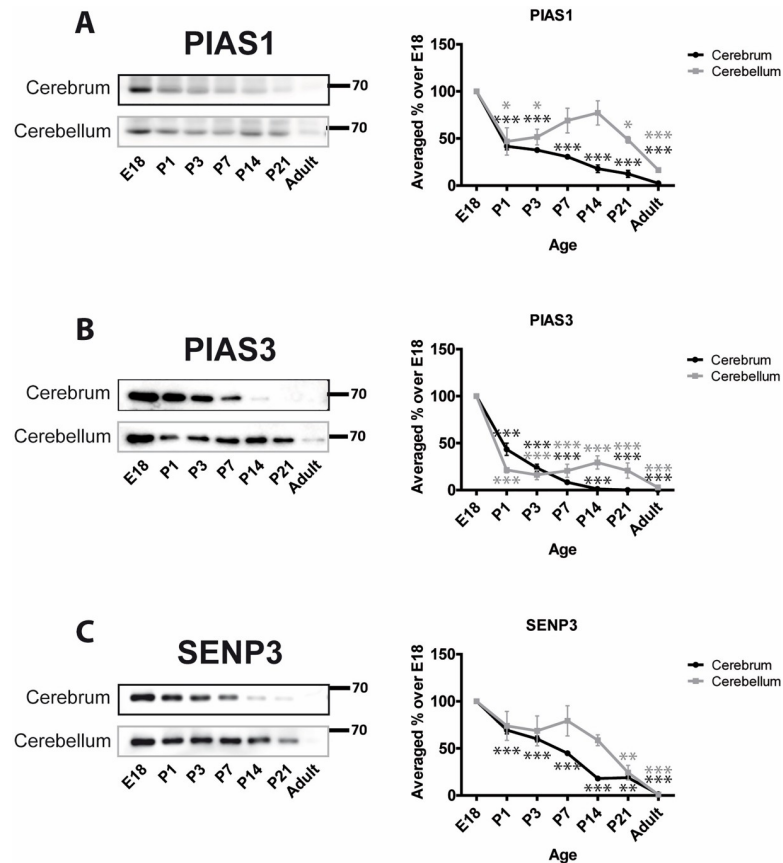 A
PIAS1
Cerebrum
70
Cerebellum
70
E18 P1 P3 P7 P14 P21 Adult
PIAS1
Averaged % over E18
150
100
50
0
* * * *** ***
*** *** *** *** *** ***
E18 P1 P3 P7 P14 P21 Adult
Age
Cerebrum
Cerebellum
B
PIAS3
Cerebrum
70
Cerebellum
70
E18 P1 P3 P7 P14 P21 Adult
PIAS3
Averaged % over E18
150
100
50
0
*** *** *** *** *** ***
*** *** *** *** *** ***
E18 P1 P3 P7 P14 P21 Adult
Age
Cerebrum
Cerebellum
C
SENP3
Cerebrum
70
Cerebellum
70
E18 P1 P3 P7 P14 P21 Adult
SENP3
Averaged % over E18
150
100
50
0
** ***
*** *** *** *** ** ***
E18 P1 P3 P7 P14 P21 Adult
Age
Cerebrum
Cerebellum